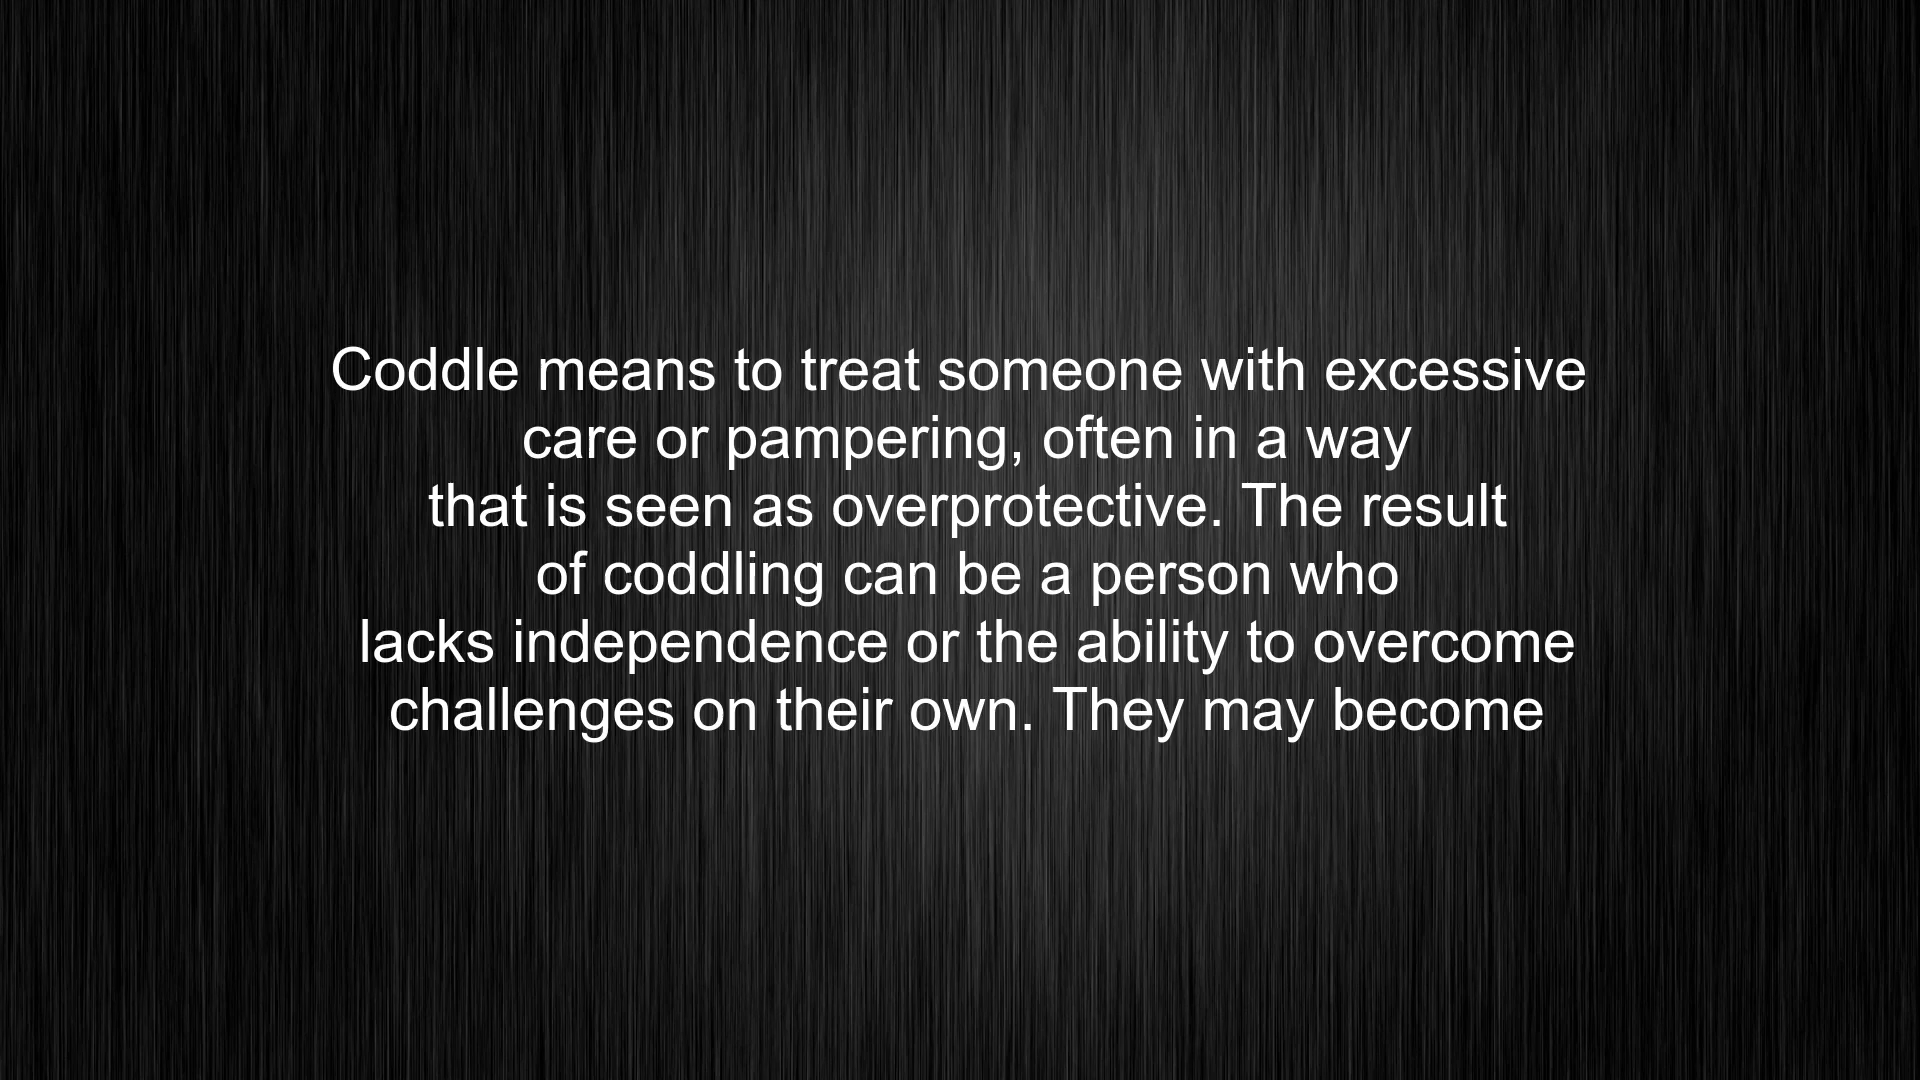 Coddle means to treat someone with excessive
care or pampering, often in a way
that is seen as overprotective. The result
of coddling can be a person who
lacks independence or the ability to overcome
challenges on their own. They may become